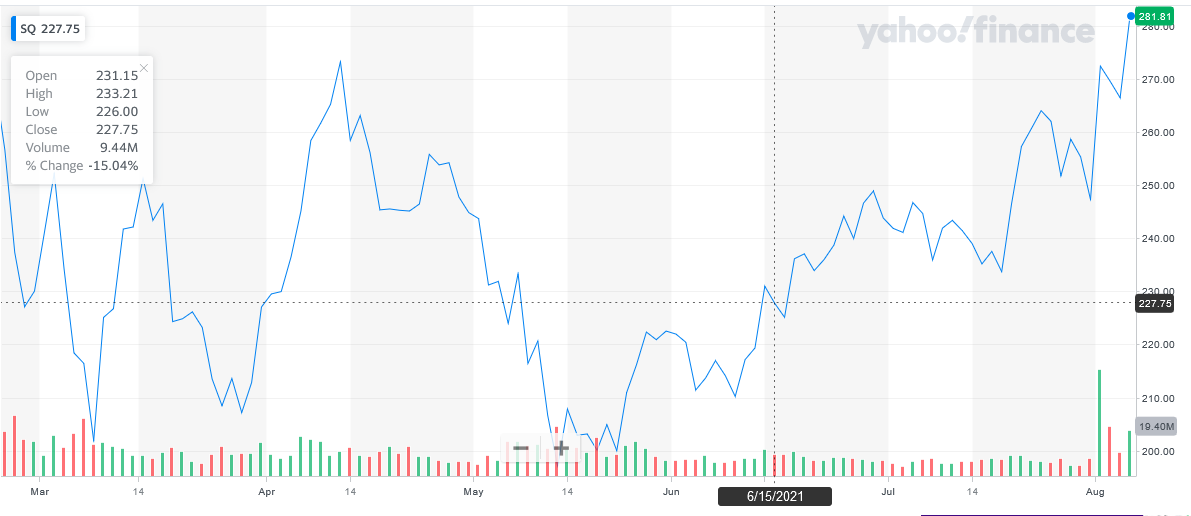 SQ 227.75
yahoo!finance
281.81
280.00
Open 231.15
High 233.21
Low 226.00
Close 227.75
Volume 9.44M
% Change -15.04%
270.00
260.00
250.00
240.00
230.00
227.75
220.00
210.00
19.40M
200.00
Mar 14 Apr 14 May 14 Jun 6/15/2021 Jul 14 Aug